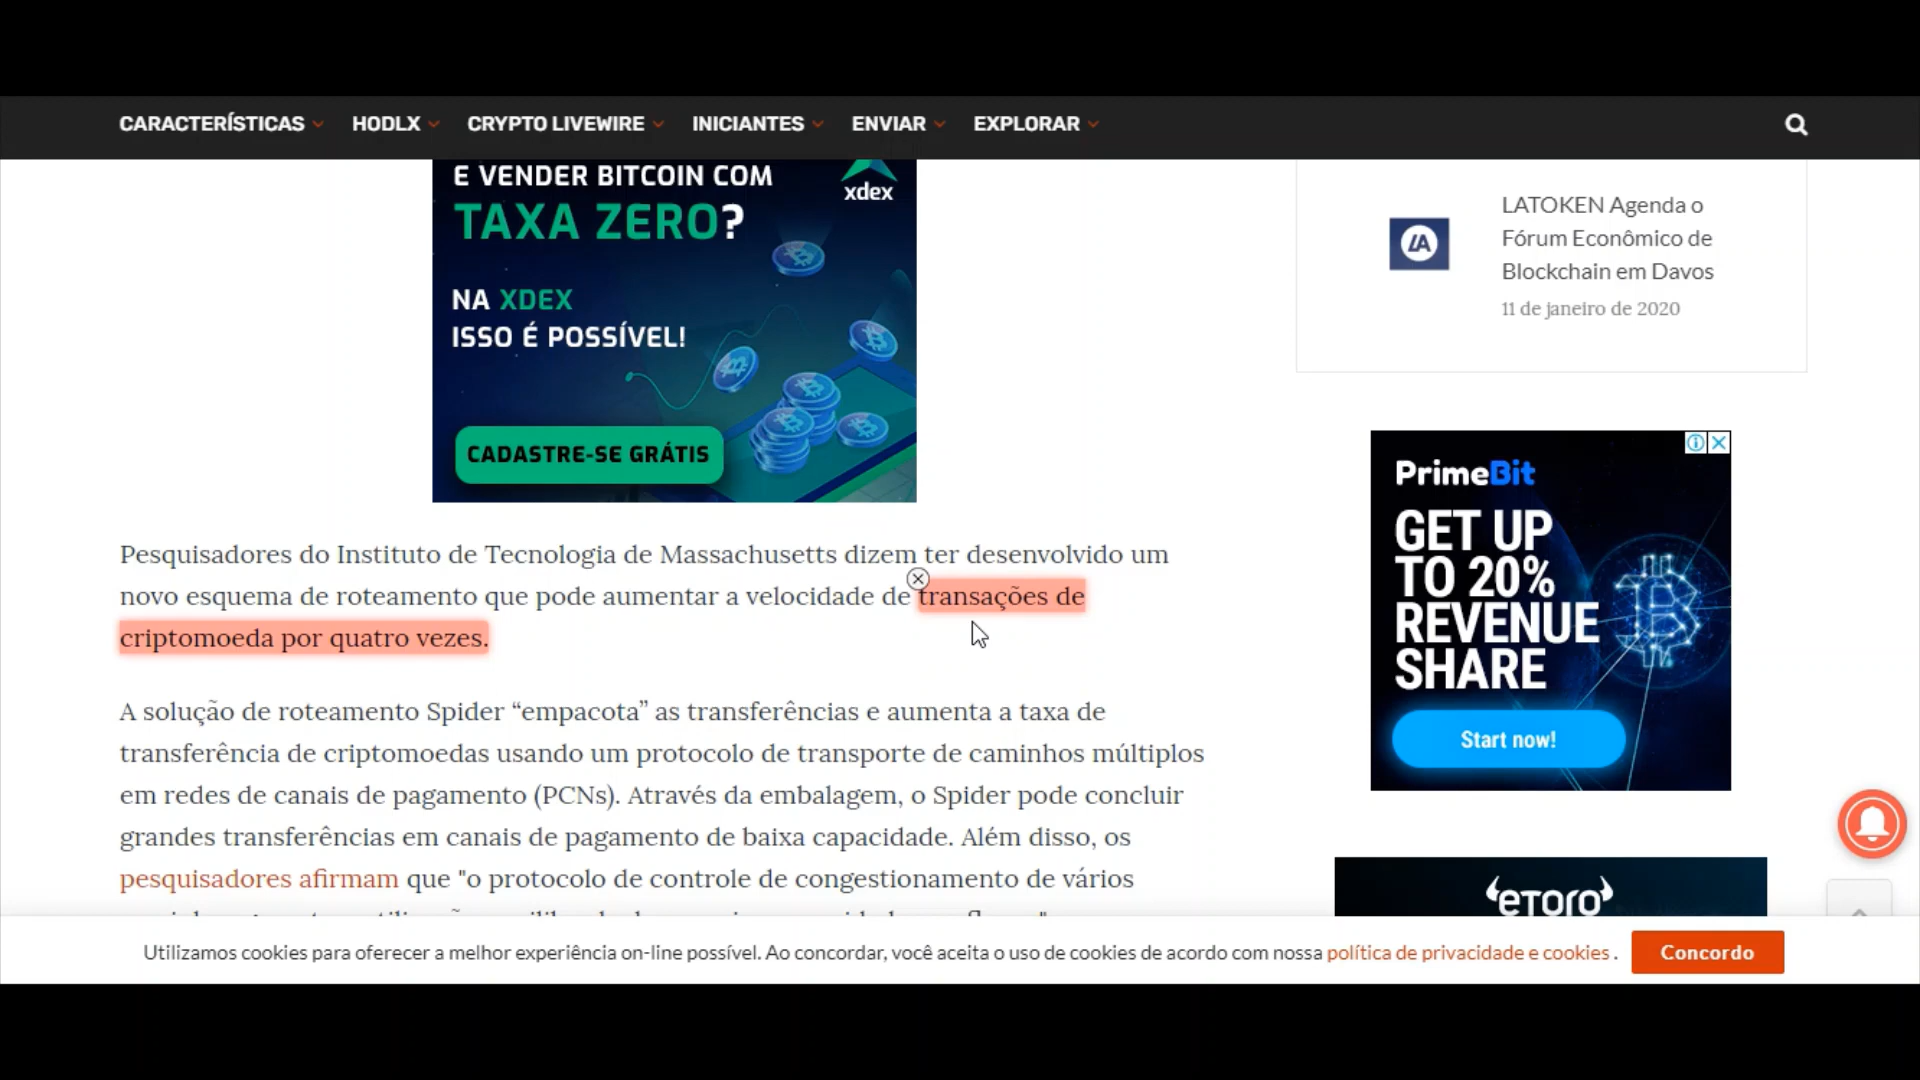 CARACTERÍSTICAS HODLX CRYPTO LIVEWIRE INICIANTES ENVIAR EXPLORAR
E VENDER BITCOIN COM
TAXA ZERO?
xdex
NA XDEX
ISSO É POSSÍVEL!
CADASTRE-SE GRÁTIS
LA
LATOKEN Agenda o
Fórum Econômico de
Blockchain em Davos
11 de janeiro de 2020
Pesquisadores do Instituto de Tecnologia de Massachusetts dizem ter desenvolvido um
novo esquema de roteamento que pode aumentar a velocidade de transações de
criptomoeda por quatro vezes.
A solução de roteamento Spider “empacota” as transferências e aumenta a taxa de
transferência de criptomoedas usando um protocolo de transporte de caminhos múltiplos
em redes de canais de pagamento (PCNs). Através da embalagem, o Spider pode concluir
grandes transferências em canais de pagamento de baixa capacidade. Além disso, os
pesquisadores afirmam que "o protocolo de controle de congestionamento de vários
PrimeBit
GET UP
TO 20%
REVENUE
SHARE
Start now!
eToro
Utilizamos cookies para oferecer a melhor experiência on-line possível. Ao concordar, você aceita o uso de cookies de acordo com nossa política de privacidade e cookies .
Concordo